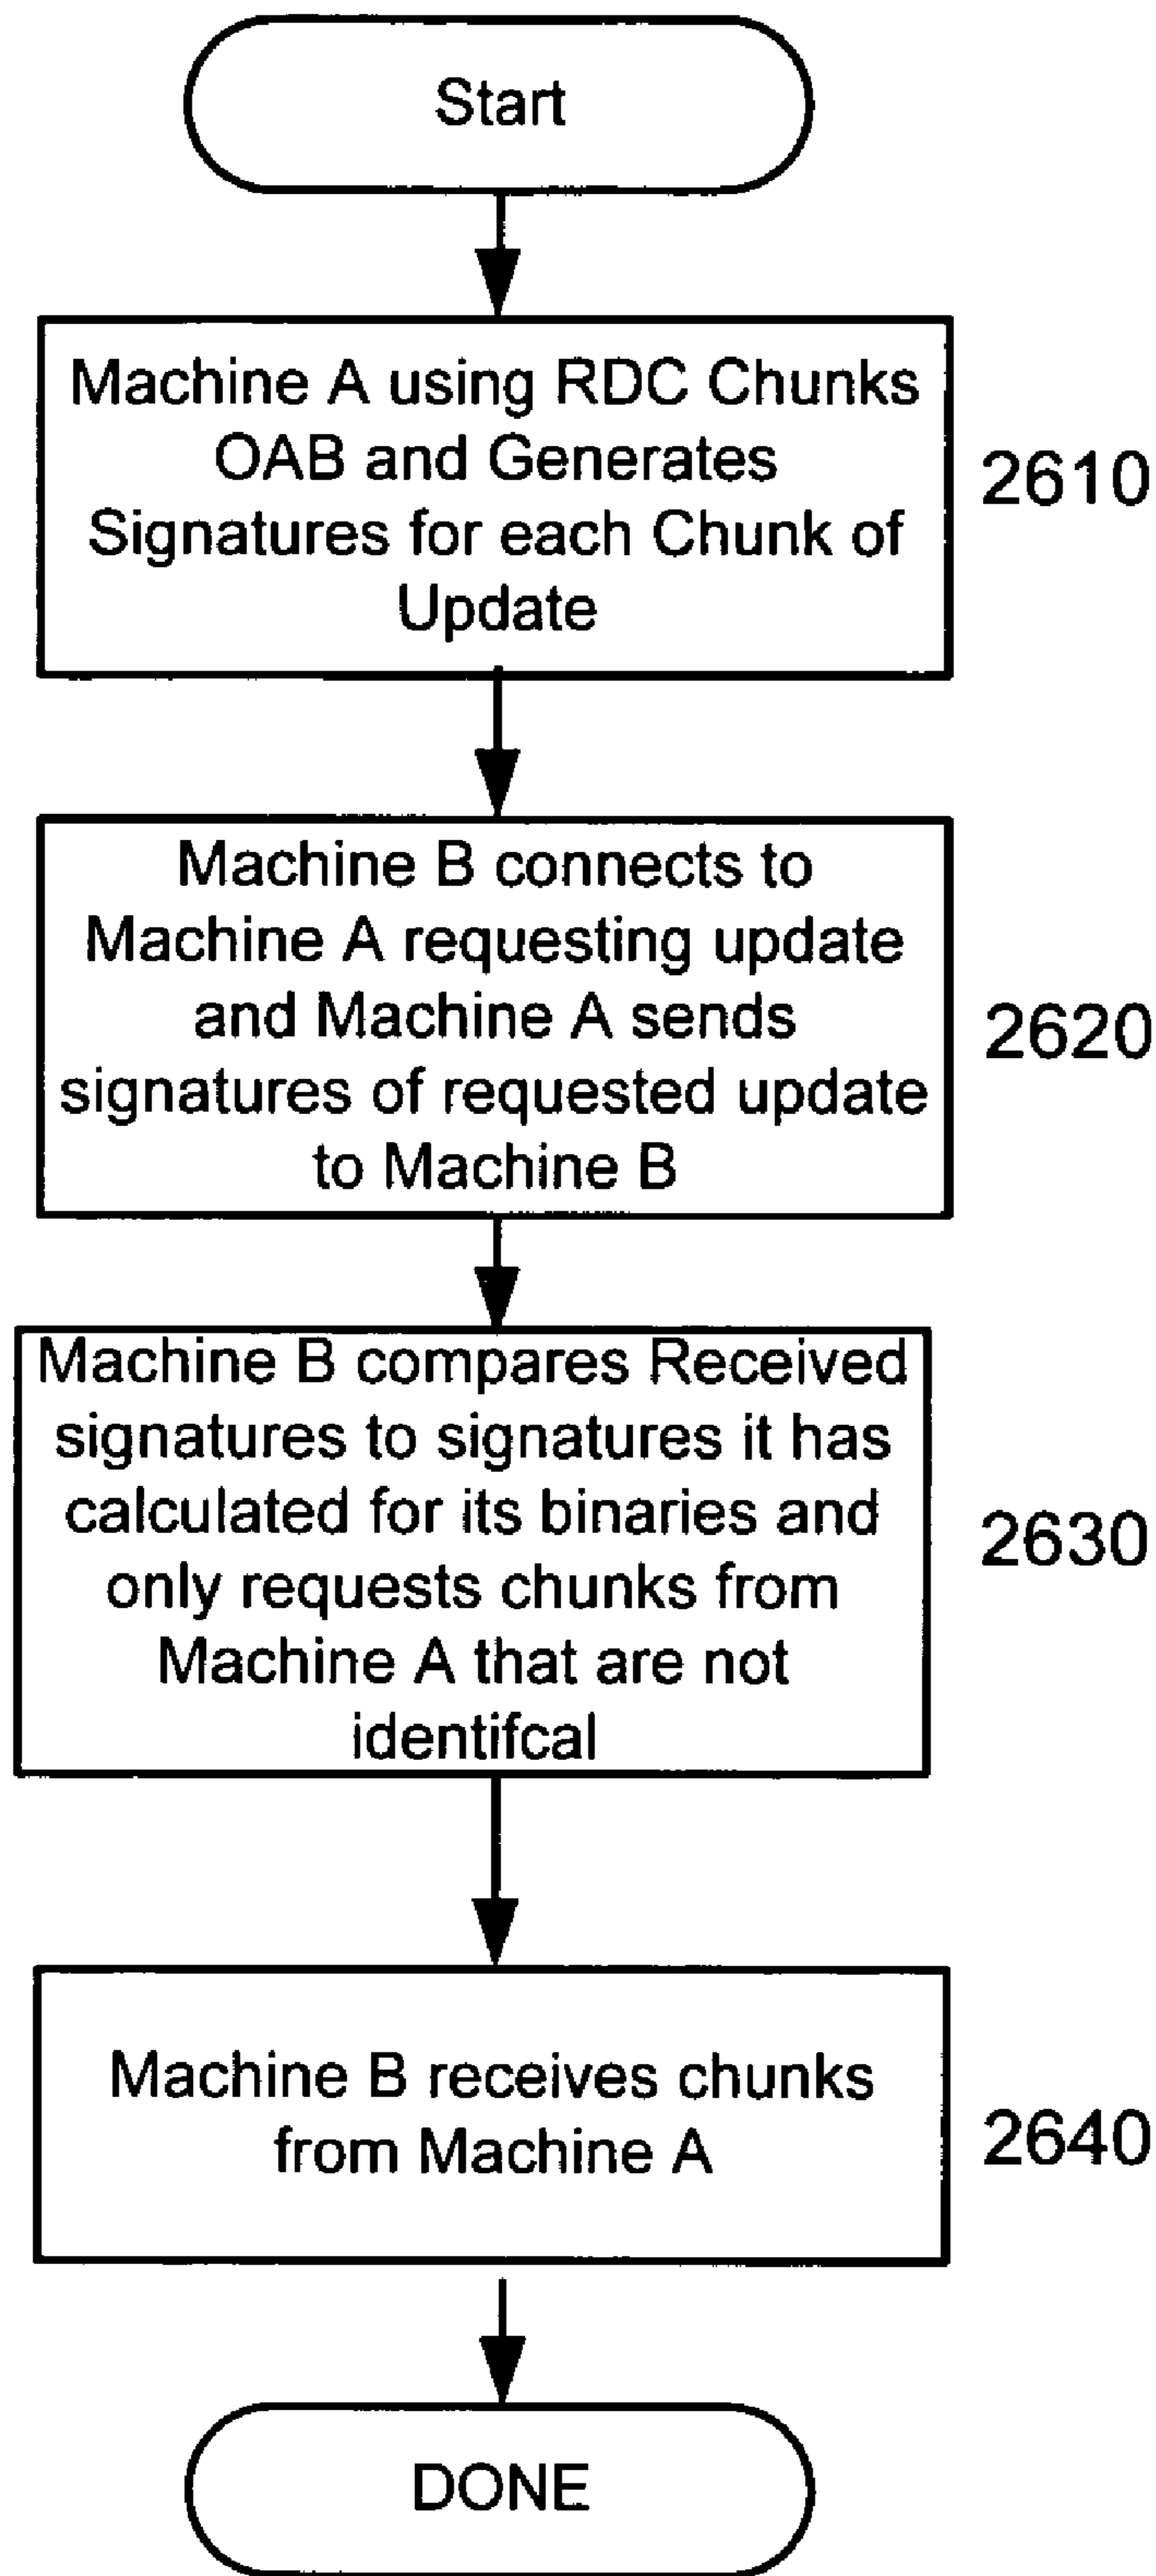 Start
Machine A using RDC Chunks
OAB and Generates
Signatures for each Chunk of
Update
2610
Machine B connects to
Machine A requesting update
and Machine A sends
signatures of requested update
to Machine B
2620
Machine B compares Received
signatures to signatures it has
calculated for its binaries and
only requests chunks from
Machine A that are not
identifcal
2630
Machine B receives chunks
from Machine A
2640
DONE